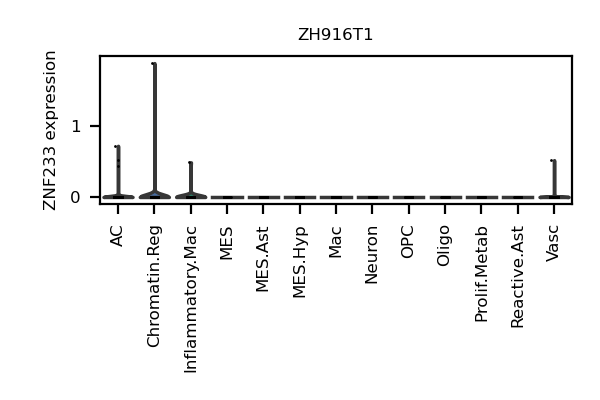 ZH916T1
ZNF233 expression
1
0
AC
Chromatin.Reg
Inflammatory.Mac
MES
MES.Ast
MES.Hyp
Mac
Neuron
OPC
Oligo
Prolif.Metab
Reactive.Ast
Vasc